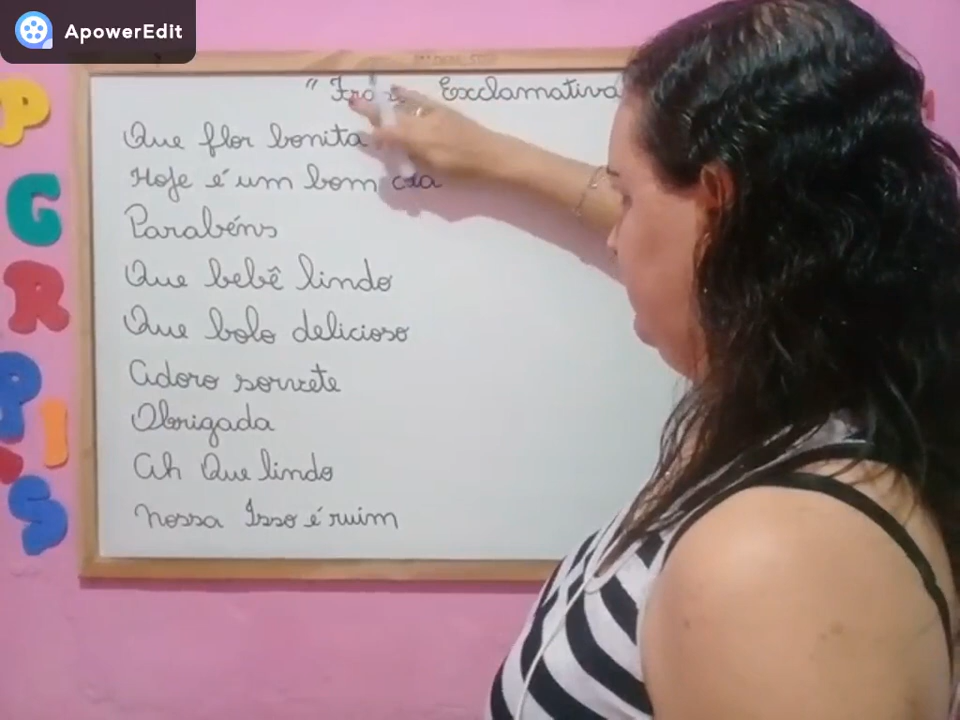 ApowerEdit
" Exclamativa
Que flor bonita
Hoje é um bom dia
Parabéns
Que bebê lindo
Que bolo delicioso
Adoro sorvete
Obrigada
Ah Que lindo
Nossa Isso é ruim
P
G
R
I
S